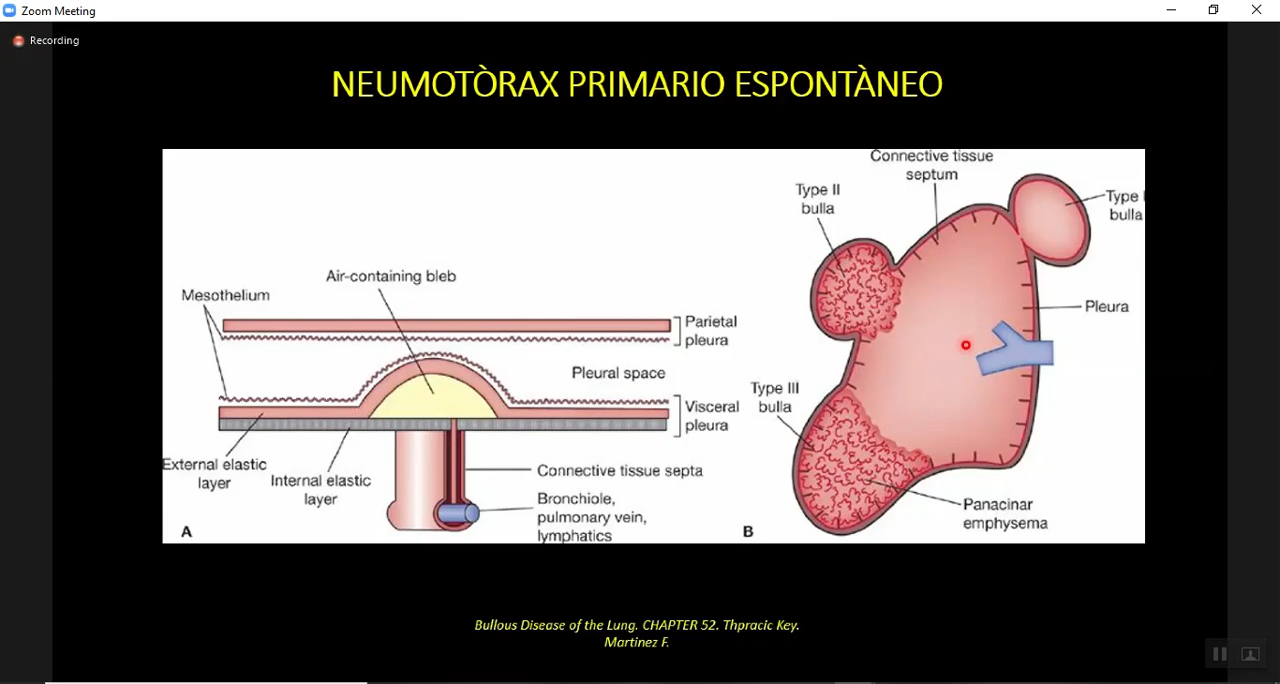 Zoom Meeting
Recording
NEUMOTÒRAX PRIMARIO ESPONTÀNEO
Air-containing bleb
Mesothelium
Parietal
pleura
Pleural space
Visceral
pleura
External elastic
layer
Internal elastic
layer
Connective tissue septa
Bronchiole,
pulmonary vein,
lymphatics
A
Connective tissue
septum
Type II
bulla
Type I
bulla
Pleura
Type III
bulla
Panacinar
emphysema
B
Bullous Disease of the Lung. CHAPTER 52. Thpracic Key.
Martinez F.